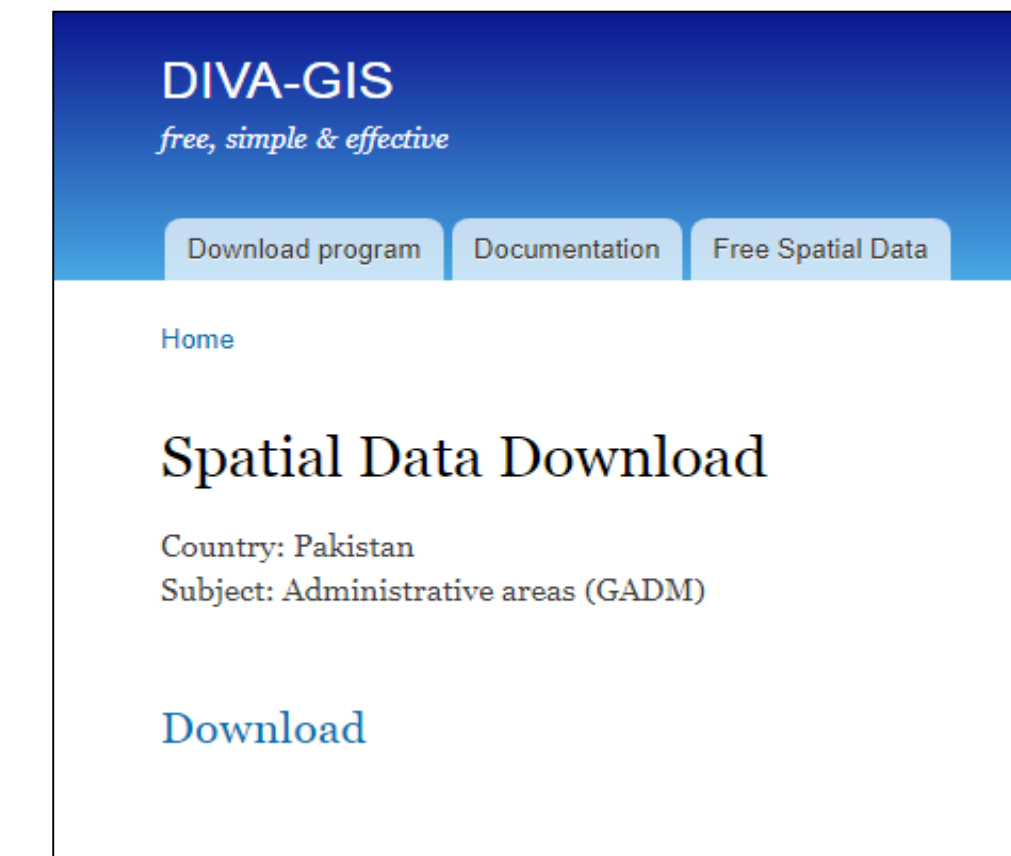 DIVA-GIS
free, simple & effective
Download program Documentation Free Spatial Data
Home
Spatial Data Download
Country: Pakistan
Subject: Administrative areas (GADM)
Download